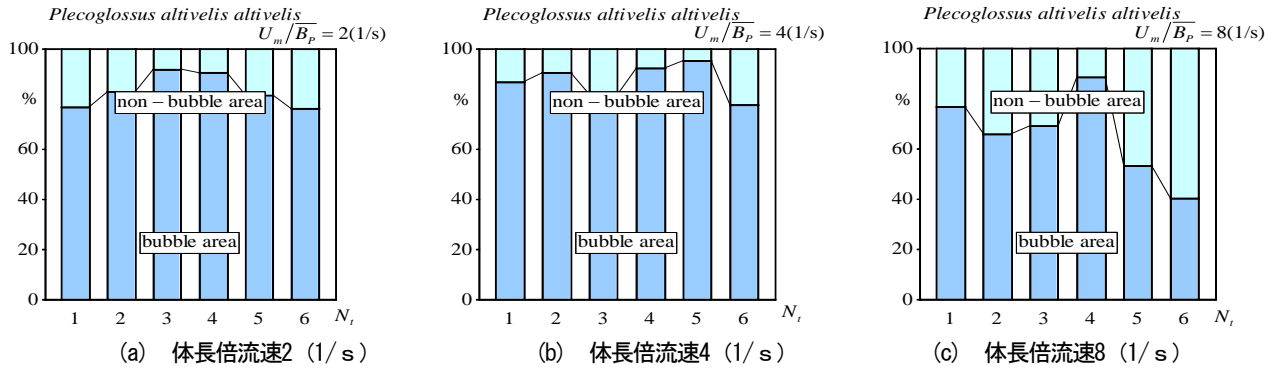 Plecoglossus altivelis altivelis
U_m/\overline{B_P} = 2(1/s)
100
%
60
40
20
0
non – bubble area
bubble area
1 2 3 4 5 6 N_t
(a) 体長倍流速2 (1/ｓ)
Plecoglossus altivelis altivelis
U_m/\overline{B_P} = 4(1/s)
100
%
60
40
20
0
non – bubble area
bubble area
1 2 3 4 5 6 N_t
(b) 体長倍流速4 (1/ｓ)
Plecoglossus altivelis altivelis
U_m/\overline{B_P} = 8(1/s)
100
%
60
40
20
0
non – bubble area
bubble area
1 2 3 4 5 6 N_t
(c) 体長倍流速8 (1/ｓ)